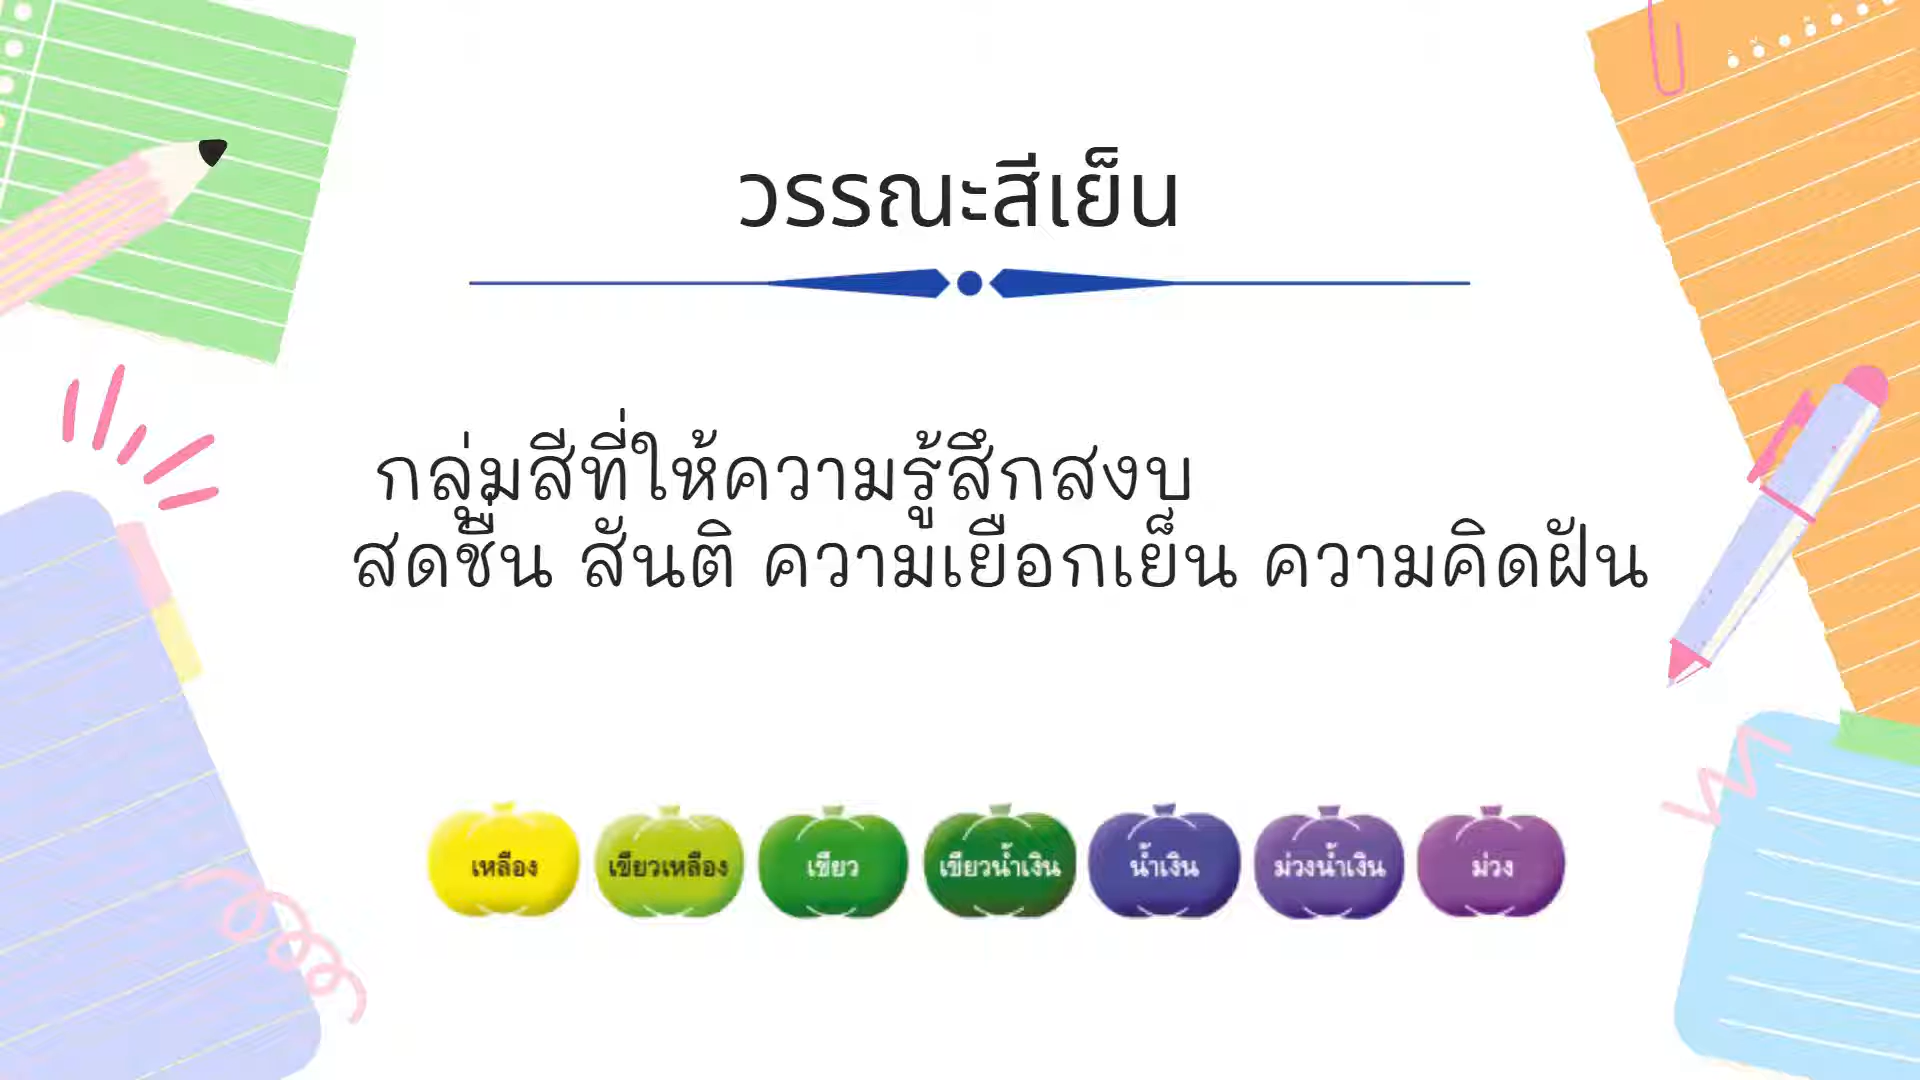 วรรณะสีเย็น
กลุ่มสีที่ให้ความรู้สึกสงบ
สดชื่น สันติ ความเยือกเย็น ความคิดฝัน
เหลือง เขียวเหลือง เขียว เขียวน้ำเงิน น้ำเงิน ม่วงน้ำเงิน ม่วง